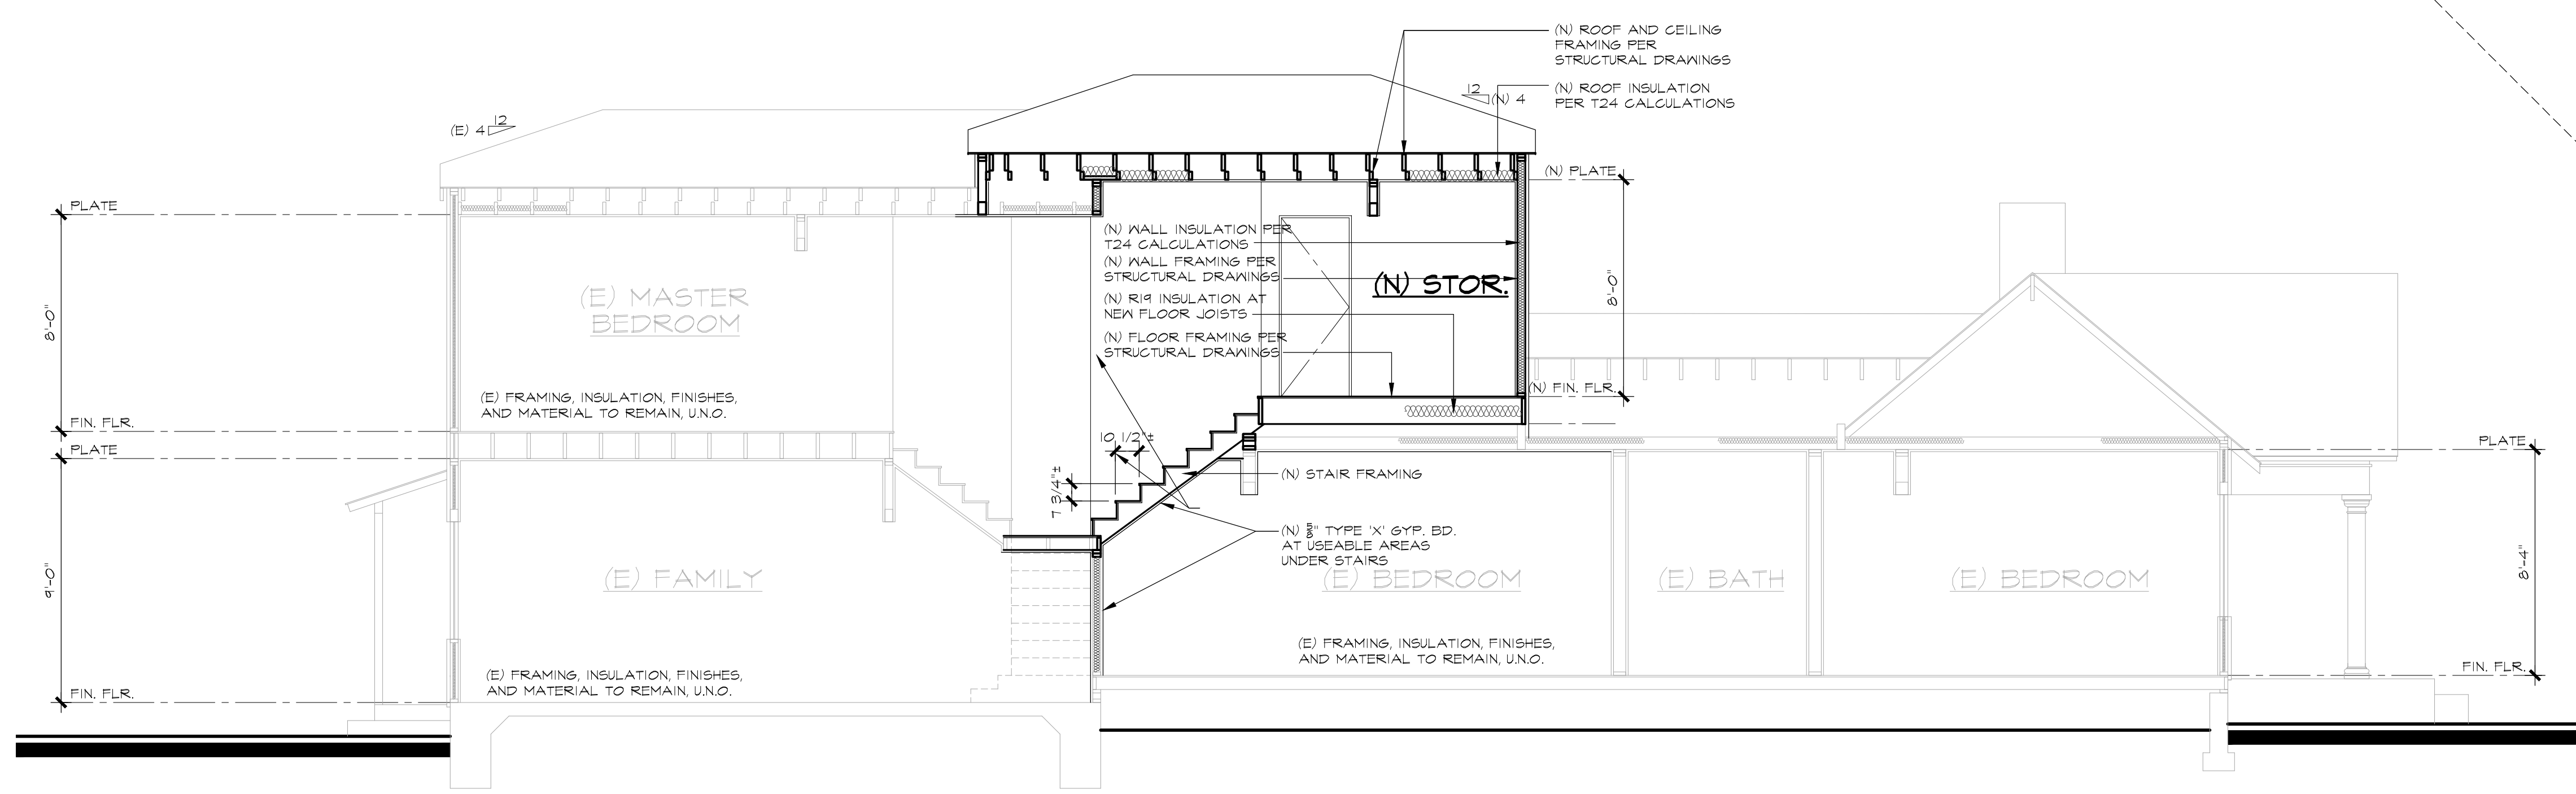 (N) ROOF AND CEILING
FRAMING PER
STRUCTURAL DRAWINGS
(N) ROOF INSULATION
PER T24 CALCULATIONS
12
(N) 4
12
(E) 4
(N) PLATE
PLATE
8'-0"
FIN. FLR.
PLATE
9'-0"
FIN. FLR.
(E) MASTER
BEDROOM
(E) FRAMING, INSULATION, FINISHES,
AND MATERIAL TO REMAIN, U.N.O.
(N) WALL INSULATION PER
T24 CALCULATIONS
(N) WALL FRAMING PER
STRUCTURAL DRAWINGS
(N) R19 INSULATION AT
NEW FLOOR JOISTS
(N) FLOOR FRAMING PER
STRUCTURAL DRAWINGS
(N) STOR.
8'-0"
(N) FIN. FLR.
10 1/2"±
7 3/4"±
(N) STAIR FRAMING
(N) 5/8" TYPE 'X' GYP. BD.
AT USEABLE AREAS
UNDER STAIRS
(E) FAMILY
(E) BEDROOM
(E) BATH
(E) BEDROOM
(E) FRAMING, INSULATION, FINISHES,
AND MATERIAL TO REMAIN, U.N.O.
(E) FRAMING, INSULATION, FINISHES,
AND MATERIAL TO REMAIN, U.N.O.
PLATE
8'-4"
FIN. FLR.